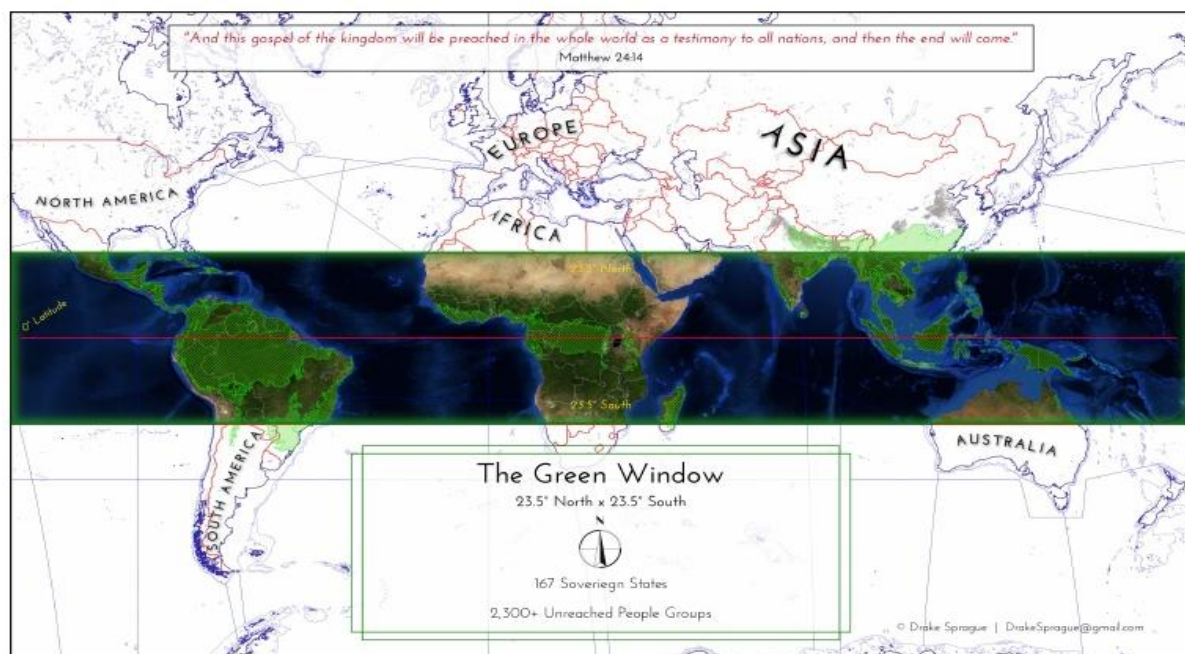 "And this gospel of the kingdom will be preached in the whole world as a testimony to all nations, and then the end will come."
Matthew 24:14
ASIA
EUROPE
NORTH AMERICA
AFRICA
23.5° North
0° Latitude
23.5° South
SOUTH AMERICA
AUSTRALIA
The Green Window
23.5° North x 23.5° South
N
167 Soveriegn States
2,300+ Unreached People Groups
© Drake Sprague | DrakeSprague@gmail.com